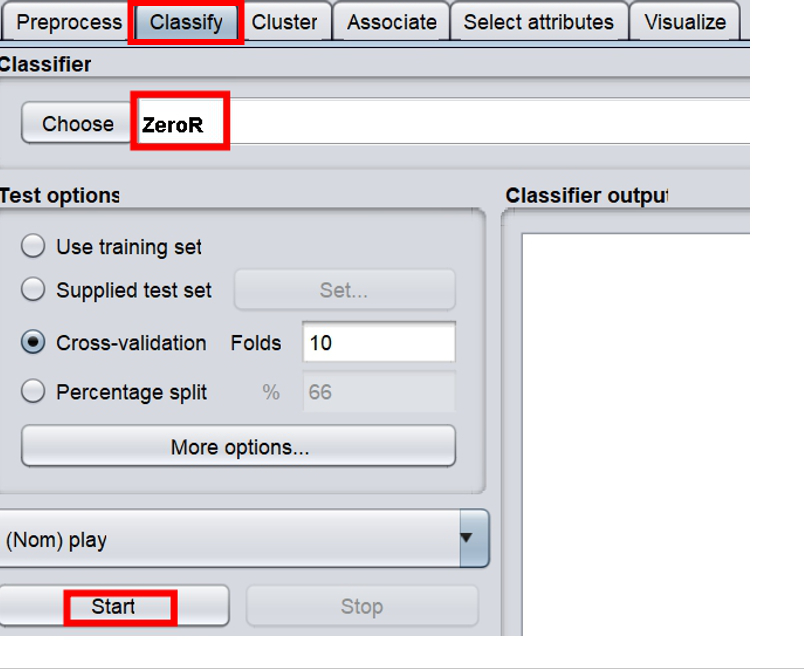 Preprocess Classify Cluster Associate Select attributes Visualize
Classifier
Choose ZeroR
Test options
Classifier output
Use training set
Supplied test set Set...
Cross-validation Folds 10
Percentage split % 66
More options...
(Nom) play
Start Stop